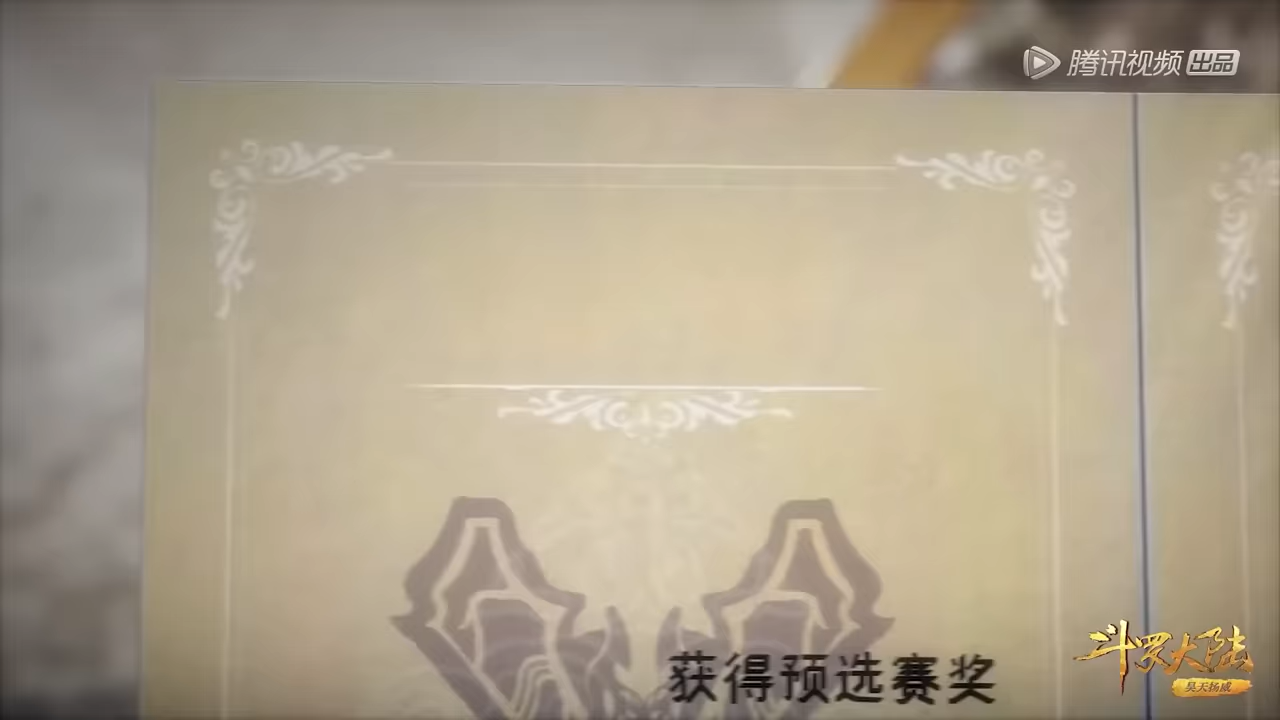 腾讯视频 出品
获得预选赛奖
斗罗大陆
昊天扬威